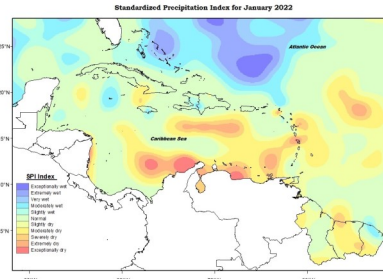 Standardized Precipitation Index for January 2022
Atlantic Ocean
Caribbean Sea
SPI Index
Exceptionally wet
Extremely wet
Very wet
Moderately wet
Slightly wet
Normal
Slightly dry
Moderately dry
Severely dry
Extremely dry
Exceptionally dry